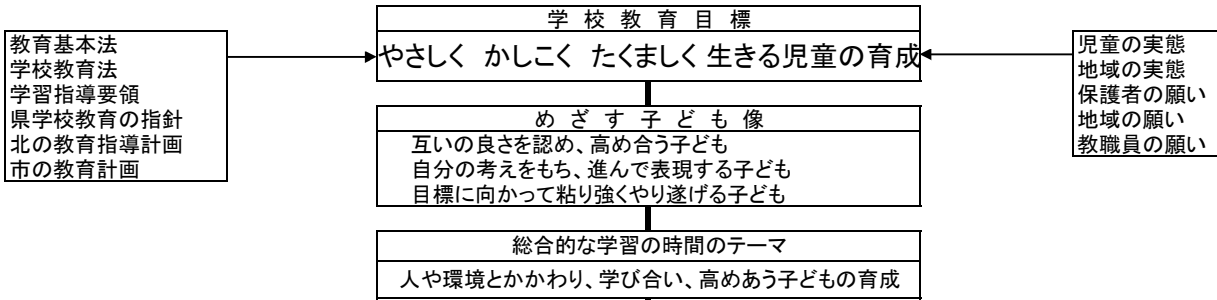 学校教育目標
やさしく かしこく たくましく生きる児童の育成
教育基本法
学校教育法
学習指導要領
県学校教育の指針
北の教育指導計画
市の教育計画
児童の実態
地域の実態
保護者の願い
地域の願い
教職員の願い
めざす子ども像
互いの良さを認め、高め合う子ども
自分の考えをもち、進んで表現する子ども
目標に向かって粘り強くやり遂げる子ども
総合的な学習の時間のテーマ
人や環境とかかわり、学び合い、高めあう子どもの育成